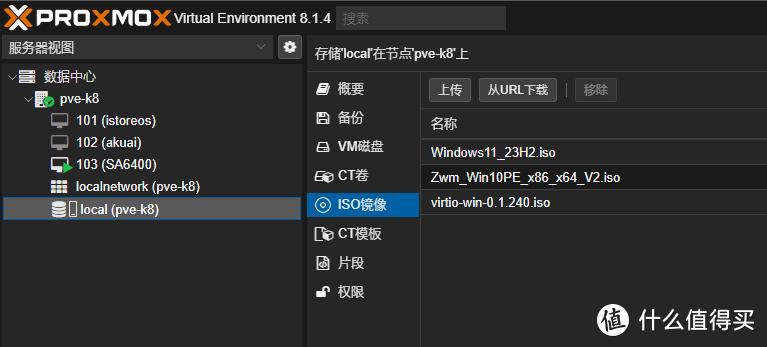 PROXMOX Virtual Environment 8.1.4 搜索
服务器视图
数据中心
pve-k8
101 (istoreos)
102 (akuai)
103 (SA6400)
localnetwork (pve-k8)
local (pve-k8)
存储'local'在节点'pve-k8'上
概要
备份
VM磁盘
CT卷
ISO镜像
CT模板
片段
权限
上传 从URL下载 移除
名称
Windows11_23H2.iso
Zwm_Win10PE_x86_x64_V2.iso
virtio-win-0.1.240.iso
值 什么值得买